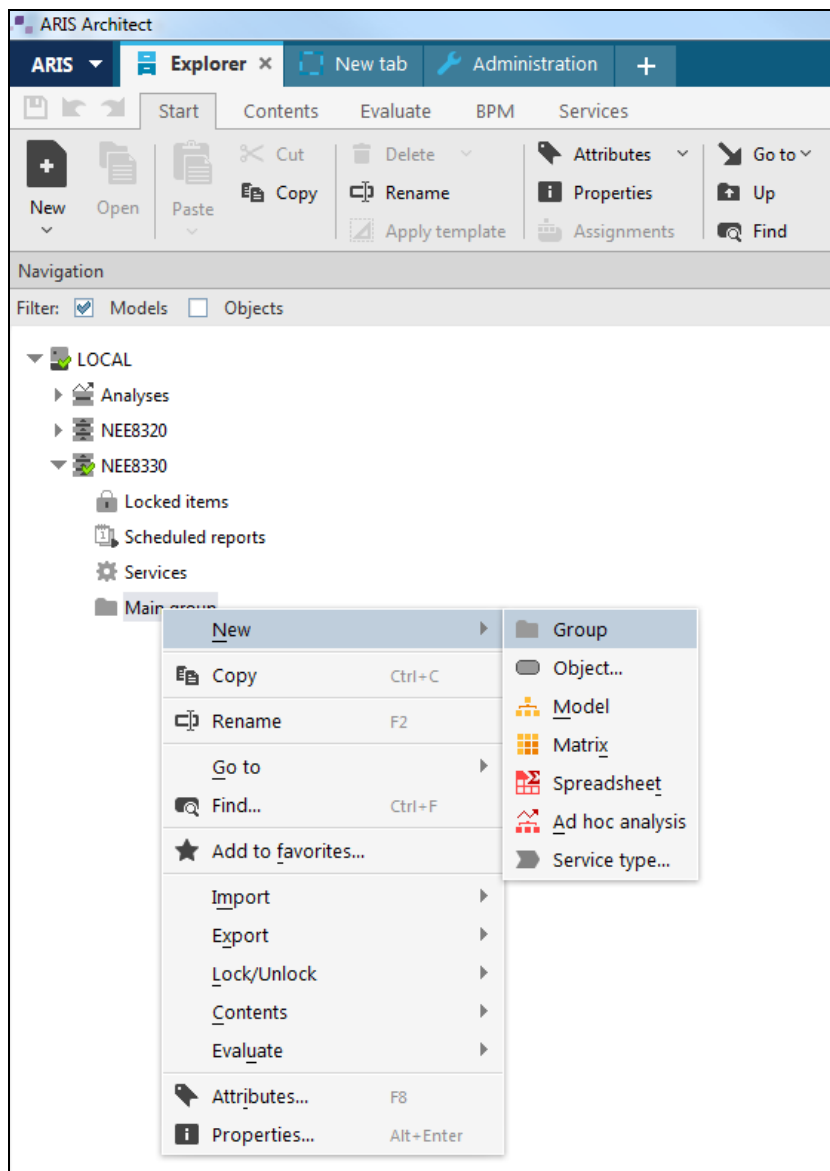 ARIS Architect
ARIS Explorer New tab Administration
Start Contents Evaluate BPM Services
Cut Delete Attributes Go to
Copy Rename Properties Up
New Open Paste
Apply template Assignments Find
Navigation
Filter: Models Objects
LOCAL
Analyses
NEE8320
NEE8330
Locked items
Scheduled reports
Services
Main group
New
Copy Ctrl+C
Rename F2
Go to
Find... Ctrl+F
Add to favorites...
Import
Export
Lock/Unlock
Contents
Evaluate
Attributes... F8
Properties... Alt+Enter
Group
Object...
Model
Matrix
Spreadsheet
Ad hoc analysis
Service type...